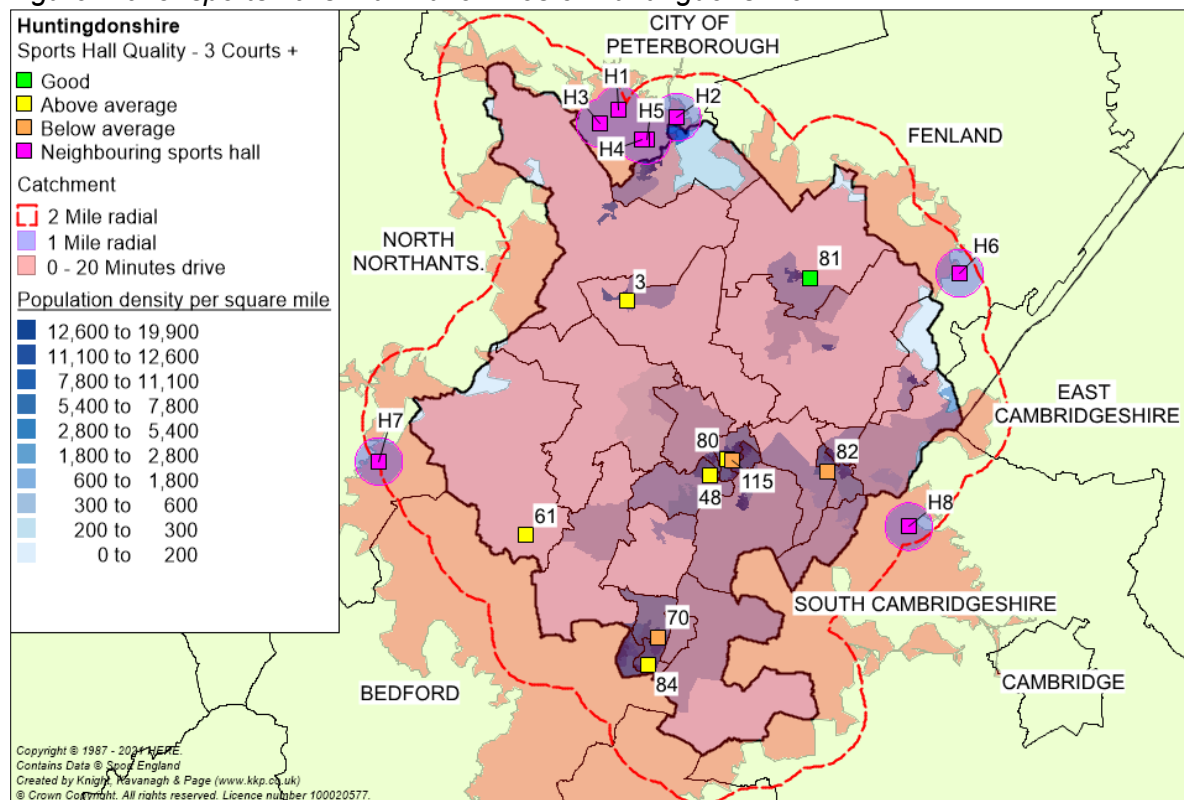 Huntingdonshire
Sports Hall Quality - 3 Courts +
Good
Above average
Below average
Neighbouring sports hall
Catchment
2 Mile radial
1 Mile radial
0 - 20 Minutes drive
Population density per square mile
12,600 to 19,900
11,100 to 12,600
7,800 to 11,100
5,400 to 7,800
2,800 to 5,400
1,800 to 2,800
600 to 1,800
300 to 600
200 to 300
0 to 200
CITY OF
PETERBOROUGH
H1
H3
H5
H2
H4
FENLAND
NORTH
NORTHANTS.
H6
81
3
EAST
CAMBRIDGESHIRE
H7
80
82
115
48
H8
61
SOUTH CAMBRIDGESHIRE
70
84
BEDFORD
CAMBRIDGE
Copyright © 1987 - 2021 HERE.
Contains Data © Sport England
Created by Knight, Kavanagh & Page (www.kkp.co.uk)
© Crown Copyright. All rights reserved. Licence number 100020577.